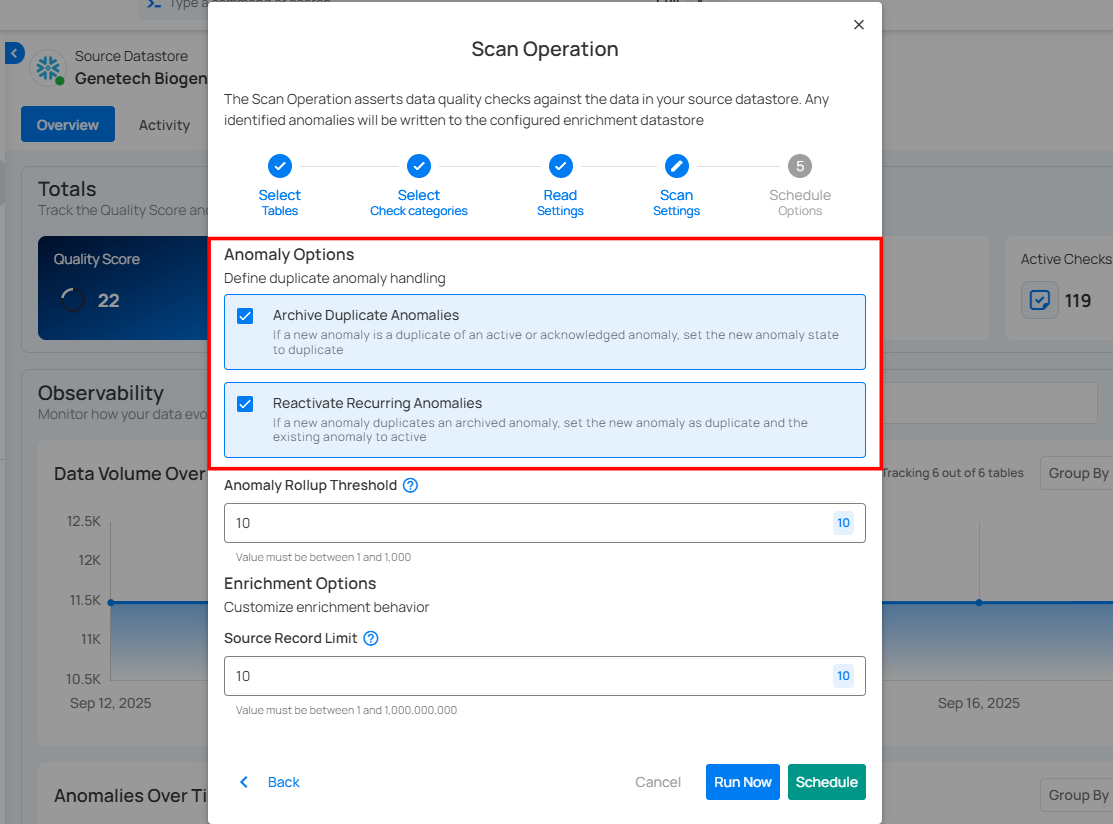 Type a command or search
Source Datastore
Genetech Biogen
Overview
Activity
Totals
Track the Quality Score and
Quality Score
22
Active Checks
119
Observability
Monitor how your data evo
Data Volume Over
Tracking 6 out of 6 tables
Group By
12.5K
12K
11.5K
11K
10.5K
Sep 12, 2025
Sep 16, 2025
Anomalies Over Ti
Group By
Scan Operation
The Scan Operation asserts data quality checks against the data in your source datastore. Any
identified anomalies will be written to the configured enrichment datastore
Select
Tables
Select
Check categories
Read
Settings
Scan
Settings
5
Schedule
Options
Anomaly Options
Define duplicate anomaly handling
Archive Duplicate Anomalies
If a new anomaly is a duplicate of an active or acknowledged anomaly, set the new anomaly state
to duplicate
Reactivate Recurring Anomalies
If a new anomaly duplicates an archived anomaly, set the new anomaly as duplicate and the
existing anomaly to active
Anomaly Rollup Threshold
10
10
Value must be between 1 and 1,000
Enrichment Options
Customize enrichment behavior
Source Record Limit
10
10
Value must be between 1 and 1,000,000,000
Back
Cancel
Run Now
Schedule